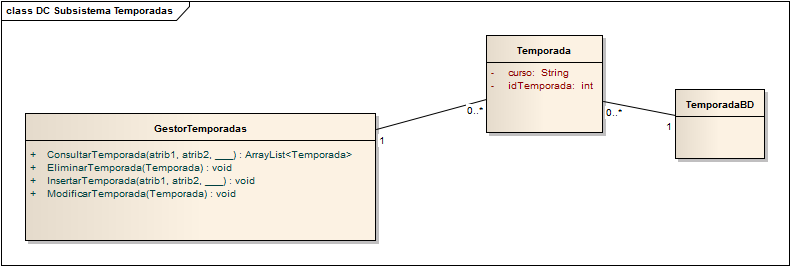 class DC Subsistema Temporadas
Temporada
- curso: String
- idTemporada: int
TemporadaBD
GestorTemporadas
+ ConsultarTemporada(atrib1, atrib2, ___) : ArrayList<Temporada>
+ EliminarTemporada(Temporada) : void
+ InsertarTemporada(atrib1, atrib2, ___) : void
+ ModificarTemporada(Temporada) : void
1
0..*
0..*
1